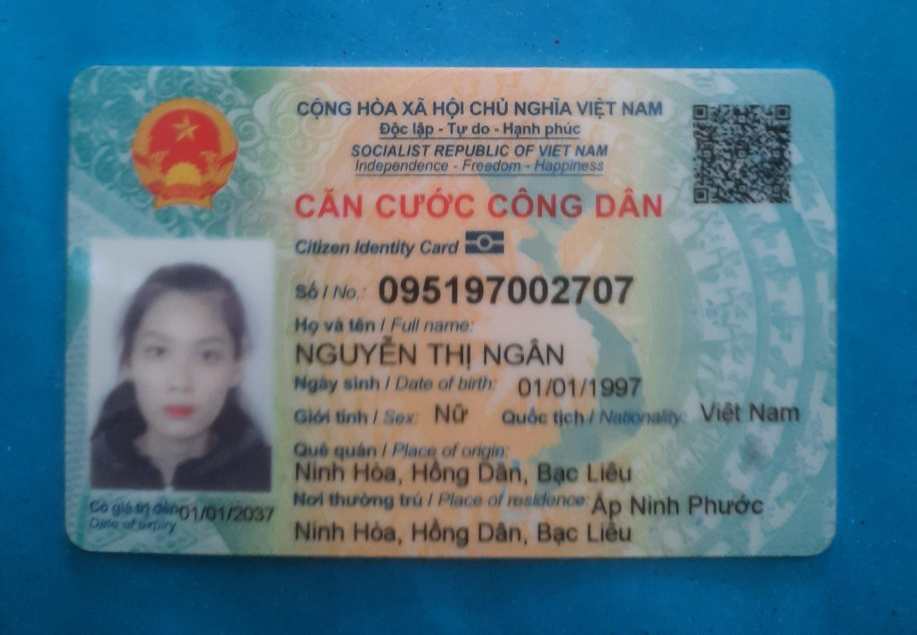 CỘNG HÒA XÃ HỘI CHỦ NGHĨA VIỆT NAM
Độc lập - Tự do - Hạnh phúc
SOCIALIST REPUBLIC OF VIET NAM
Independence - Freedom - Happiness
CĂN CƯỚC CÔNG DÂN
Citizen Identity Card
Số / No.: 095197002707
Họ và tên / Full name:
NGUYỄN THỊ NGÂN
Ngày sinh / Date of birth: 01/01/1997
Giới tính / Sex: Nữ Quốc tịch / Nationality: Việt Nam
Quê quán / Place of origin:
Ninh Hòa, Hồng Dân, Bạc Liêu
Nơi thường trú / Place of residence: Ấp Ninh Phước
Ninh Hòa, Hồng Dân, Bạc Liêu
Có giá trị đến 01/01/2037
Date of expiry